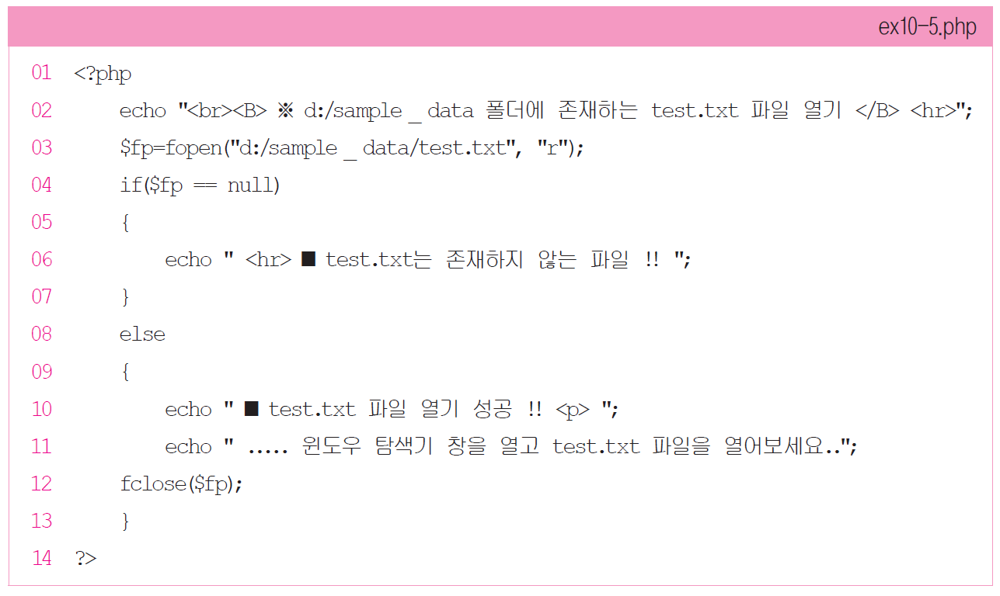 ex10-5.php
01 <?php
02 echo "<br><B> ※ d:/sample _ data 폴더에 존재하는 test.txt 파일 열기 </B> <hr>";
03 $fp=fopen("d:/sample _ data/test.txt", "r");
04 if($fp == null)
05 {
06 echo " <hr> ■ test.txt는 존재하지 않는 파일 !! ";
07 }
08 else
09 {
10 echo " ■ test.txt 파일 열기 성공 !! <p> ";
11 echo " ..... 윈도우 탐색기 창을 열고 test.txt 파일을 열어보세요..";
12 fclose($fp);
13 }
14 ?>